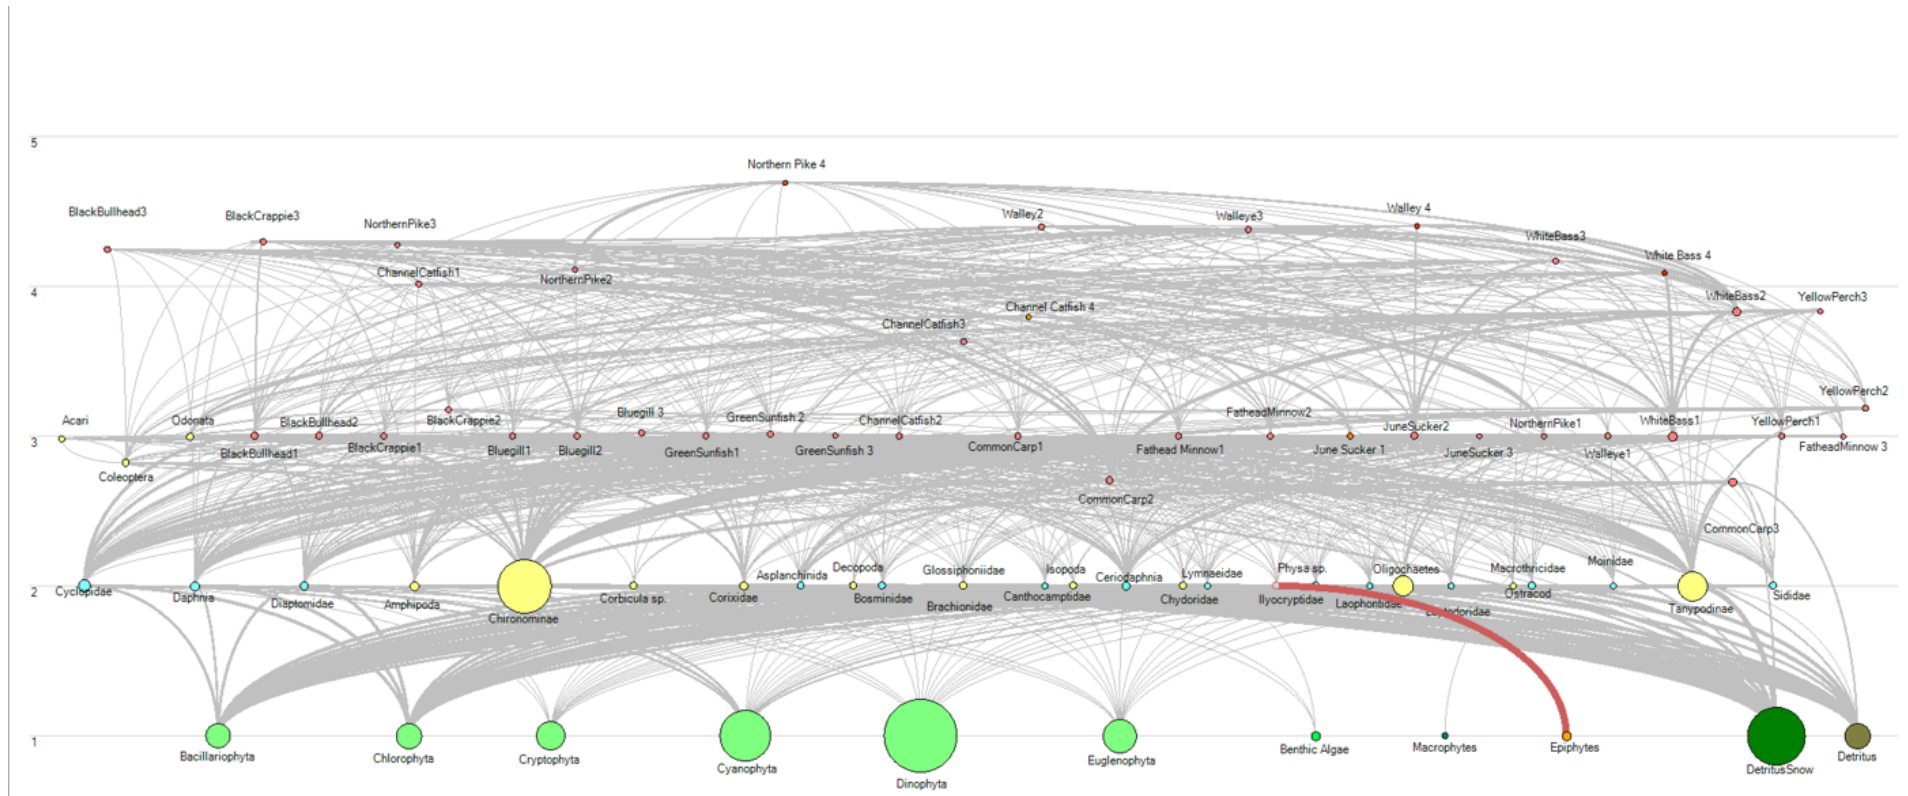 5
Northern Pike 4
BlackBullhead3
BlackCrappie3
NorthernPike3
Walley2
Walleye3
Walley 4
WhiteBass3
White Bass 4
ChannelCatfish1
NorthernPike2
4
WhiteBass2
YellowPerch3
Channel Catfish 4
ChannelCatfish3
YellowPerch2
Acari
Odonata
BlackBullhead2
BlackCrappie2
Bluegill 3
GreenSunfish 2
ChannelCatfish2
FatheadMinnow2
JuneSucker2
NorthernPike1
WhiteBass1
YellowPerch1
3
BlackBullhead1
BlackCrappie1
Bluegill1
Bluegill2
GreenSunfish1
GreenSunfish 3
CommonCarp1
Fathead Minnow1
June Sucker 1
JuneSucker 3
Walleye1
FatheadMinnow 3
Coleoptera
CommonCarp2
CommonCarp3
Asplanchinida
Decopoda
Glossiphoniidae
Isopoda
Ceriodaphnia
Lymnaeidae
Physa sp.
Oligochaetes
Macrothricidae
Moinidae
2
Cyclopidae
Daphnia
Diaptomidae
Amphipoda
Chironominae
Corbicula sp.
Corixidae
Bosminidae
Brachionidae
Canthocamptidae
Chydoridae
Ilyocryptidae
Laophontidae
Leptodoridae
Ostracod
Tanypodinae
Sididae
1
Bacillariophyta
Chlorophyta
Cryptophyta
Cyanophyta
Dinophyta
Euglenophyta
Benthic Algae
Macrophytes
Epiphytes
DetritusSnow
Detritus